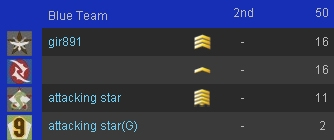 Blue Team 2nd 50
gir891 - 16
- 16
attacking star - 11
9 attacking star(G) - 2